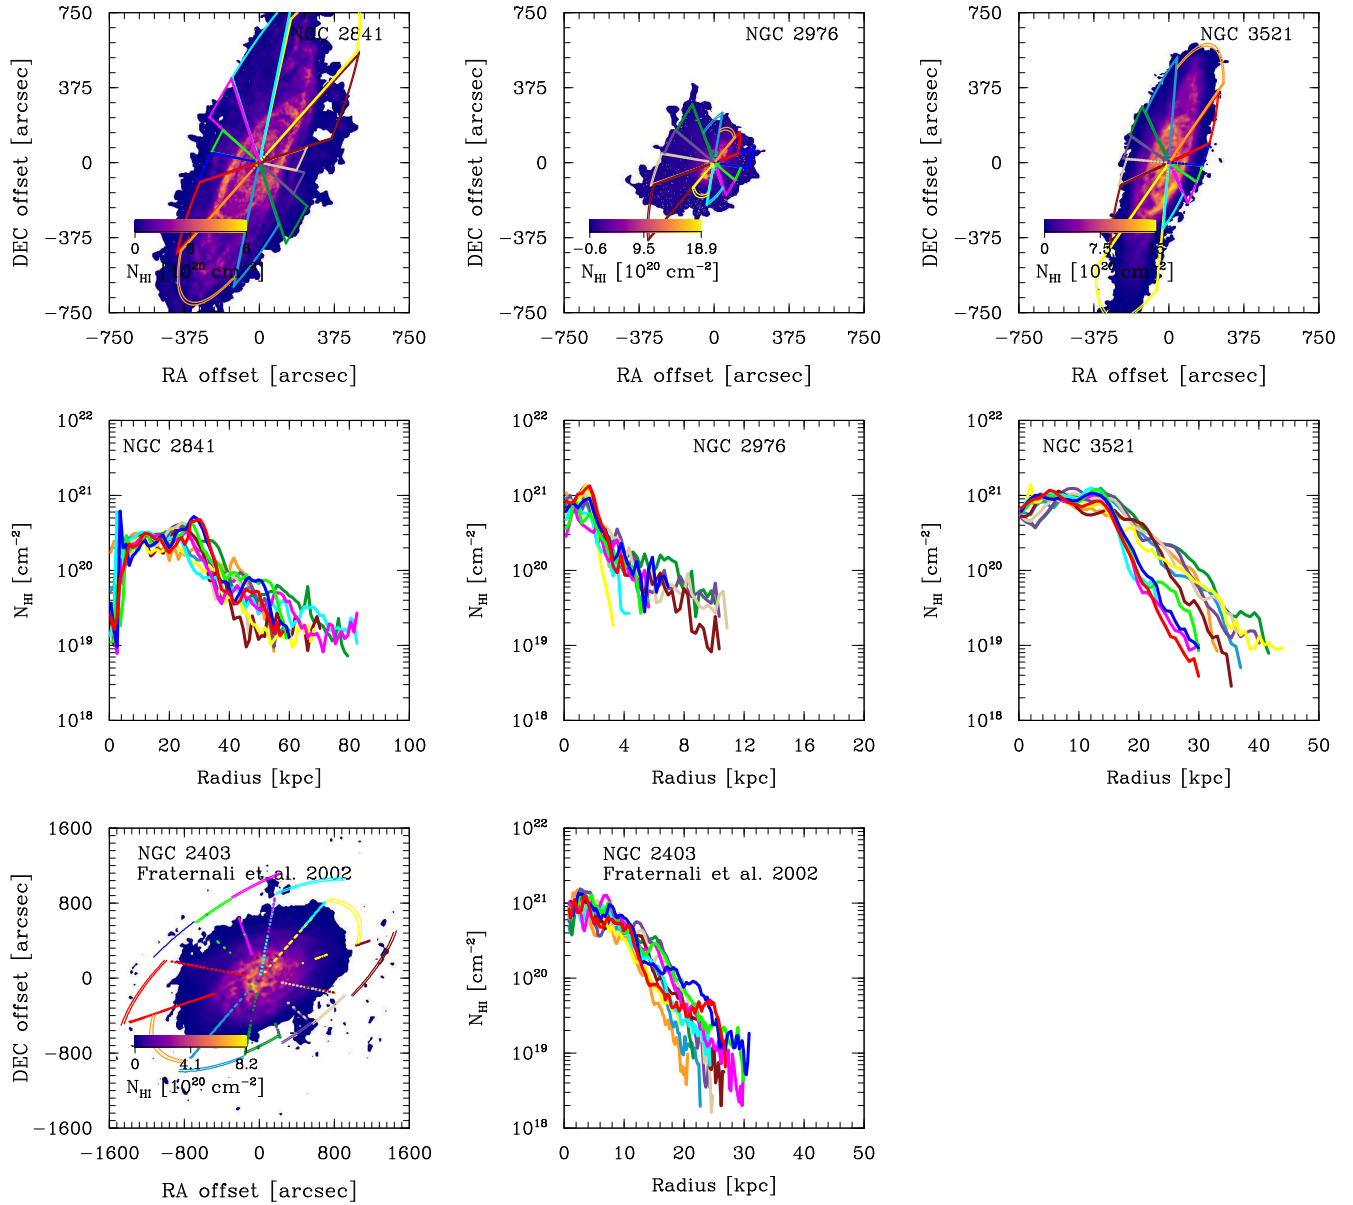 750
375
0
−375
−750
DEC offset [arcsec]
NGC 2841
0 3 6
N_HI [10^20 cm^−2]
−750 −375 0 375 750
RA offset [arcsec]
750
375
0
−375
−750
DEC offset [arcsec]
NGC 2976
−0.6 9.5 18.9
N_HI [10^20 cm^−2]
−750 −375 0 375 750
RA offset [arcsec]
750
375
0
−375
−750
DEC offset [arcsec]
NGC 3521
0 7.5 15
N_HI [10^20 cm^−2]
−750 −375 0 375 750
RA offset [arcsec]
10^22
10^21
10^20
10^19
10^18
N_HI [cm^−2]
NGC 2841
0 20 40 60 80 100
Radius [kpc]
10^22
10^21
10^20
10^19
10^18
N_HI [cm^−2]
NGC 2976
0 4 8 12 16 20
Radius [kpc]
10^22
10^21
10^20
10^19
10^18
N_HI [cm^−2]
NGC 3521
0 10 20 30 40 50
Radius [kpc]
1600
800
0
−800
−1600
DEC offset [arcsec]
NGC 2403
Fraternali et al. 2002
0 4.1 8.2
N_HI [10^20 cm^−2]
−1600 −800 0 800 1600
RA offset [arcsec]
10^22
10^21
10^20
10^19
10^18
N_HI [cm^−2]
NGC 2403
Fraternali et al. 2002
0 10 20 30 40 50
Radius [kpc]